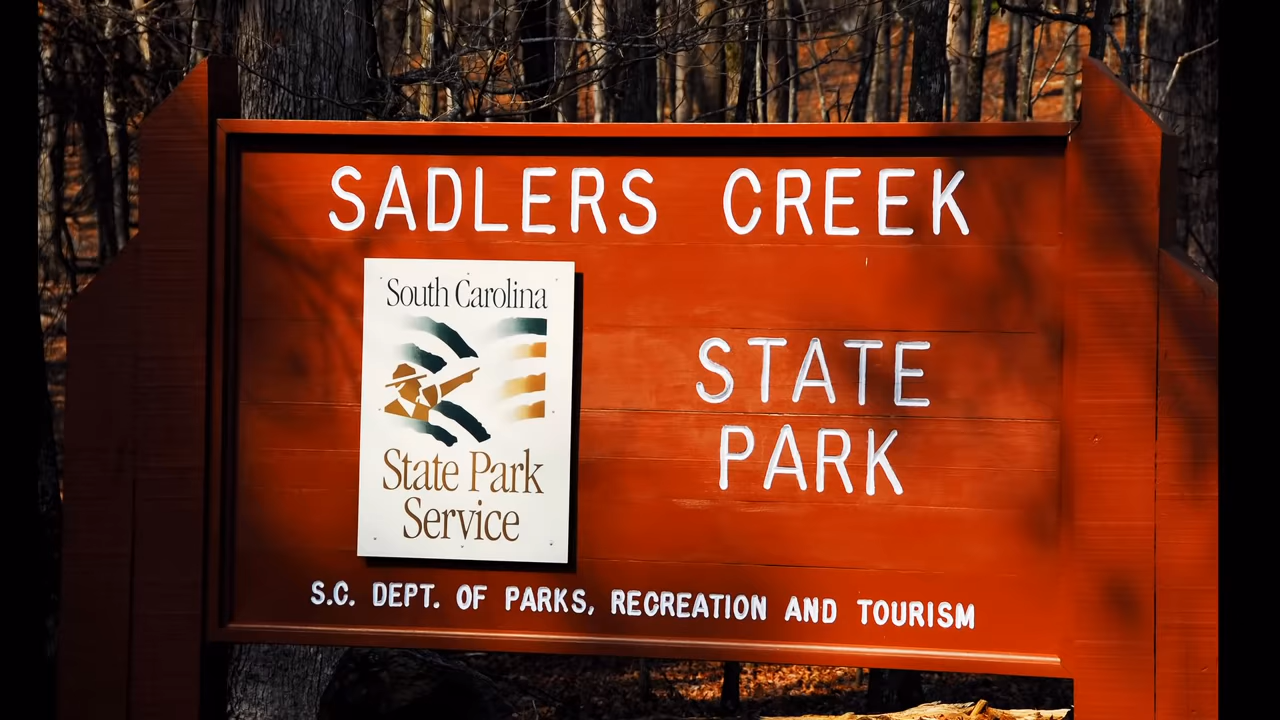 SADLERS CREEK
South Carolina
State Park
Service
STATE
PARK
S.C. DEPT. OF PARKS, RECREATION AND TOURISM